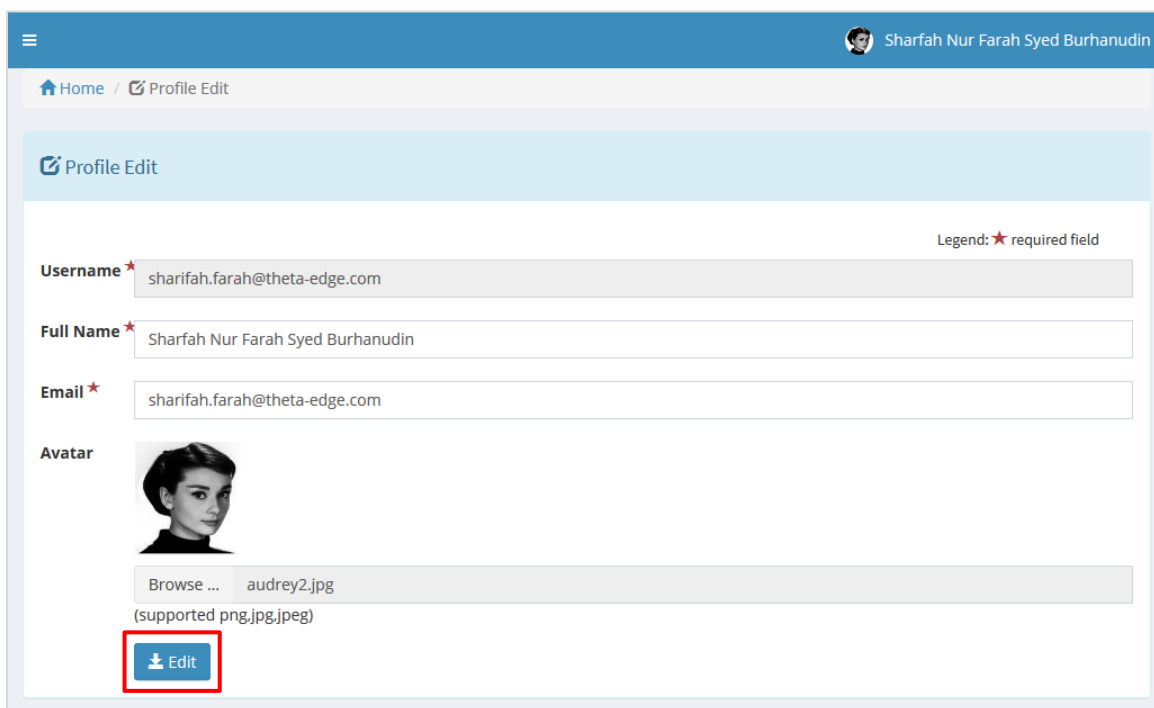 Sharfah Nur Farah Syed Burhanudin
Home / Profile Edit
Profile Edit
Legend: ★ required field
Username ★
sharifah.farah@theta-edge.com
Full Name ★
Sharfah Nur Farah Syed Burhanudin
Email ★
sharifah.farah@theta-edge.com
Avatar
Browse ... audrey2.jpg
(supported png,jpg,jpeg)
Edit